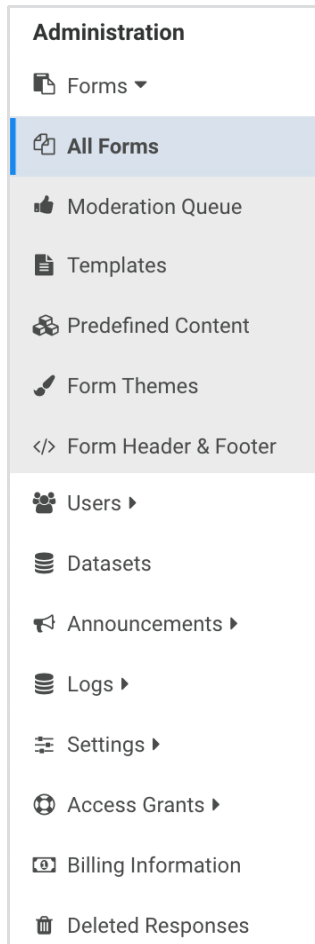 Administration
Forms
All Forms
Moderation Queue
Templates
Predefined Content
Form Themes
Form Header & Footer
Users
Datasets
Announcements
Logs
Settings
Access Grants
Billing Information
Deleted Responses